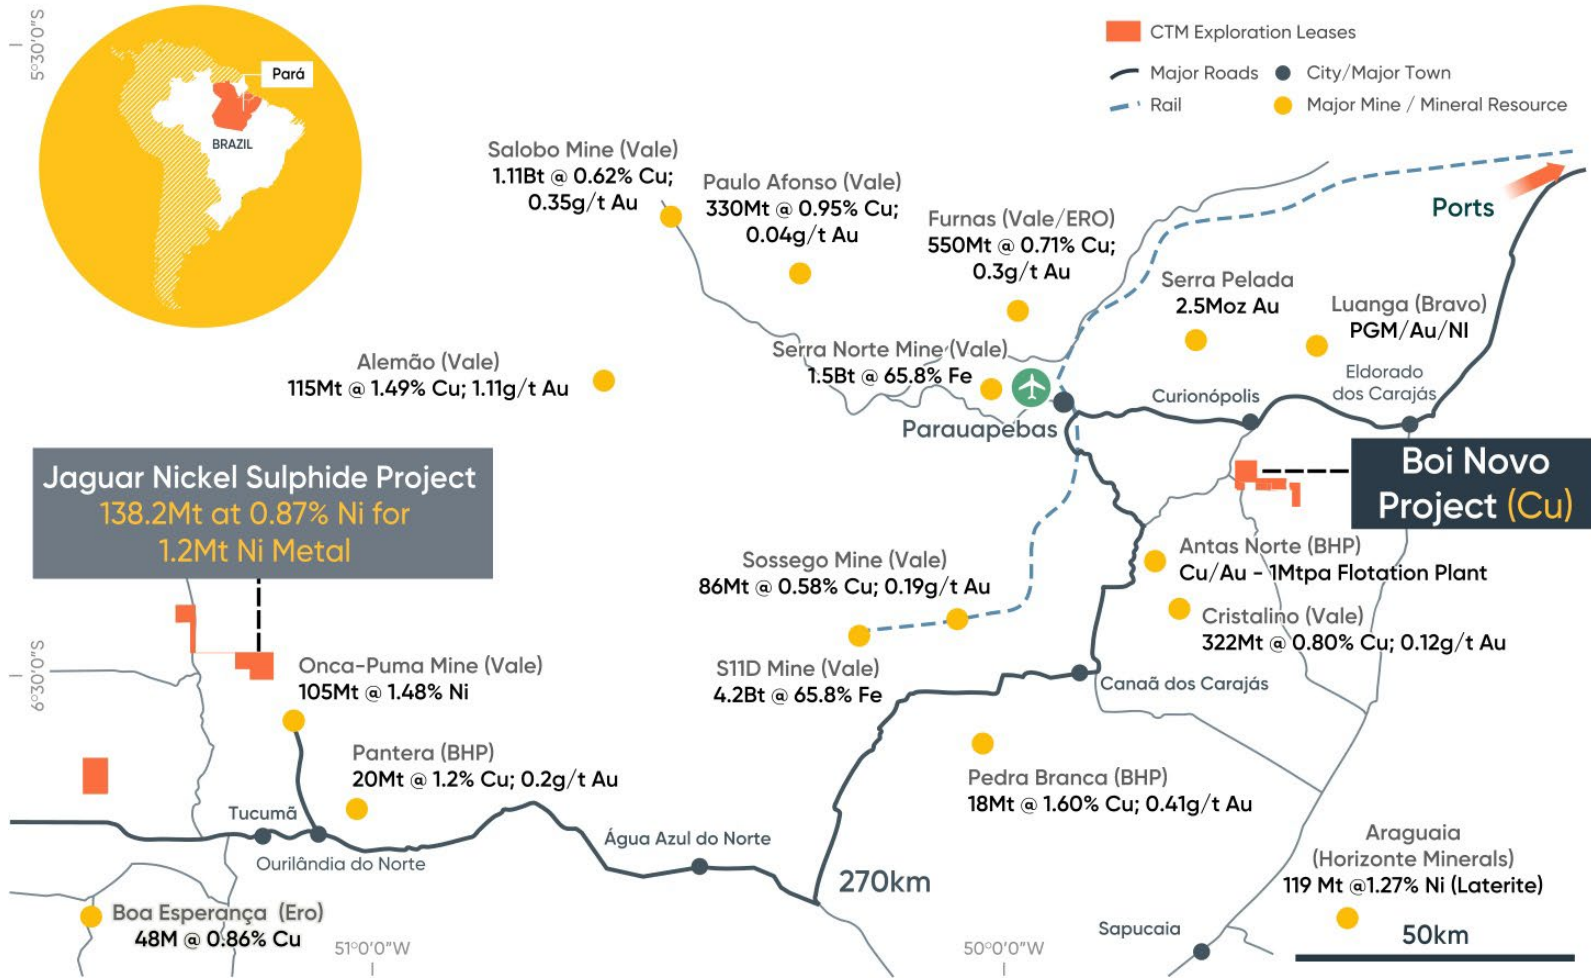 5°30'0"S
Pará
BRAZIL
CTM Exploration Leases
Major Roads
City/Major Town
Rail
Major Mine / Mineral Resource
Ports
Salobo Mine (Vale)
1.11Bt @ 0.62% Cu;
0.35g/t Au
Paulo Afonso (Vale)
330Mt @ 0.95% Cu;
0.04g/t Au
Furnas (Vale/ERO)
550Mt @ 0.71% Cu;
0.3g/t Au
Serra Pelada
2.5Moz Au
Luanga (Bravo)
PGM/Au/NI
Alemão (Vale)
115Mt @ 1.49% Cu; 1.11g/t Au
Serra Norte Mine (Vale)
1.5Bt @ 65.8% Fe
Parauapebas
Curionópolis
Eldorado
dos Carajás
Jaguar Nickel Sulphide Project
138.2Mt at 0.87% Ni for
1.2Mt Ni Metal
Boi Novo
Project (Cu)
Sossego Mine (Vale)
86Mt @ 0.58% Cu; 0.19g/t Au
Antas Norte (BHP)
Cu/Au - 1Mtpa Flotation Plant
Cristalino (Vale)
322Mt @ 0.80% Cu; 0.12g/t Au
6°30'0"S
Onca-Puma Mine (Vale)
105Mt @ 1.48% Ni
S11D Mine (Vale)
4.2Bt @ 65.8% Fe
Canaã dos Carajás
Pantera (BHP)
20Mt @ 1.2% Cu; 0.2g/t Au
Pedra Branca (BHP)
18Mt @ 1.60% Cu; 0.41g/t Au
Tucumã
Ourilândia do Norte
Água Azul do Norte
270km
Araguaia
(Horizonte Minerals)
119 Mt @1.27% Ni (Laterite)
Boa Esperança (Ero)
48M @ 0.86% Cu
51°0'0"W
50°0'0"W
Sapucaia
50km